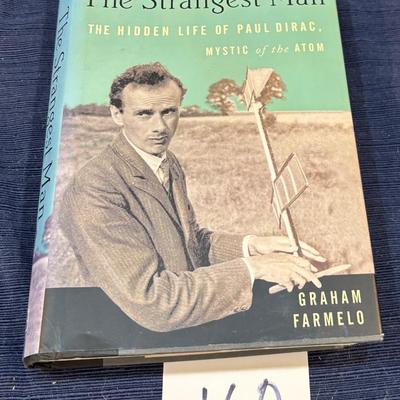 The Strangest Man
THE HIDDEN LIFE OF PAUL DIRAC,
MYSTIC of the ATOM
The Strangest Man
GRAHAM
FARMELO